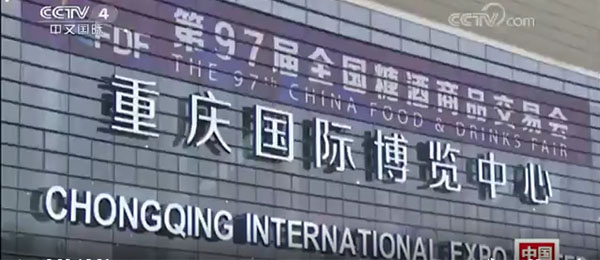 CCTV 4
中文国际
CCTV.com
FDF 第97届全国糖酒商品交易会
THE 97TH CHINA FOOD & DRINKS FAIR
重庆国际博览中心
CHONGQING INTERNATIONAL EXPO
中国